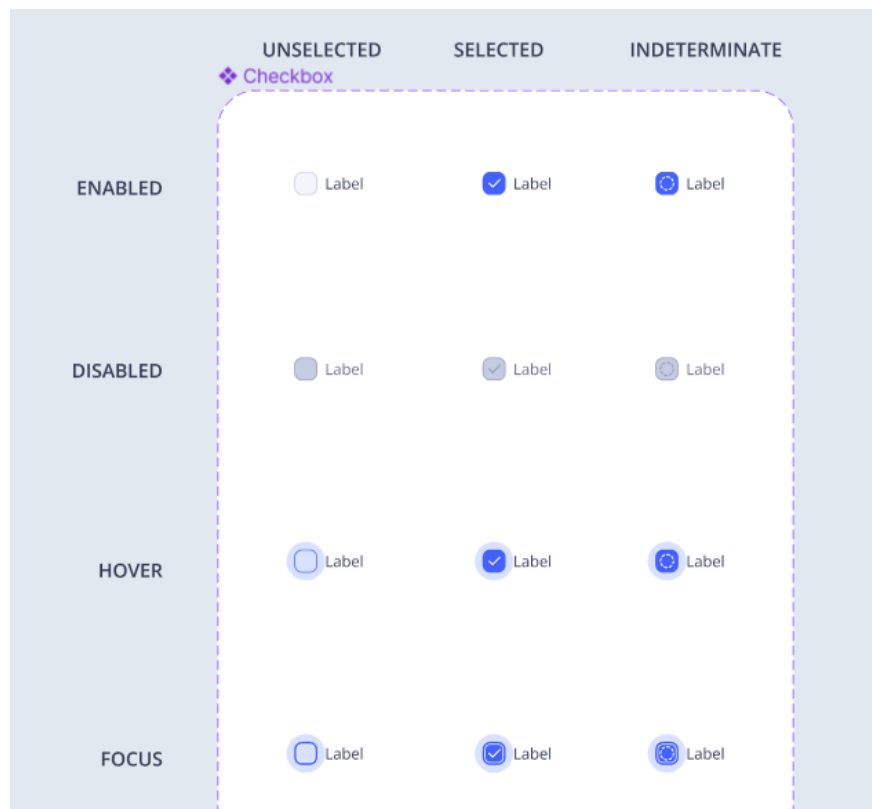 UNSELECTED SELECTED INDETERMINATE
Checkbox
ENABLED Label Label Label
DISABLED Label Label Label
HOVER Label Label Label
FOCUS Label Label Label